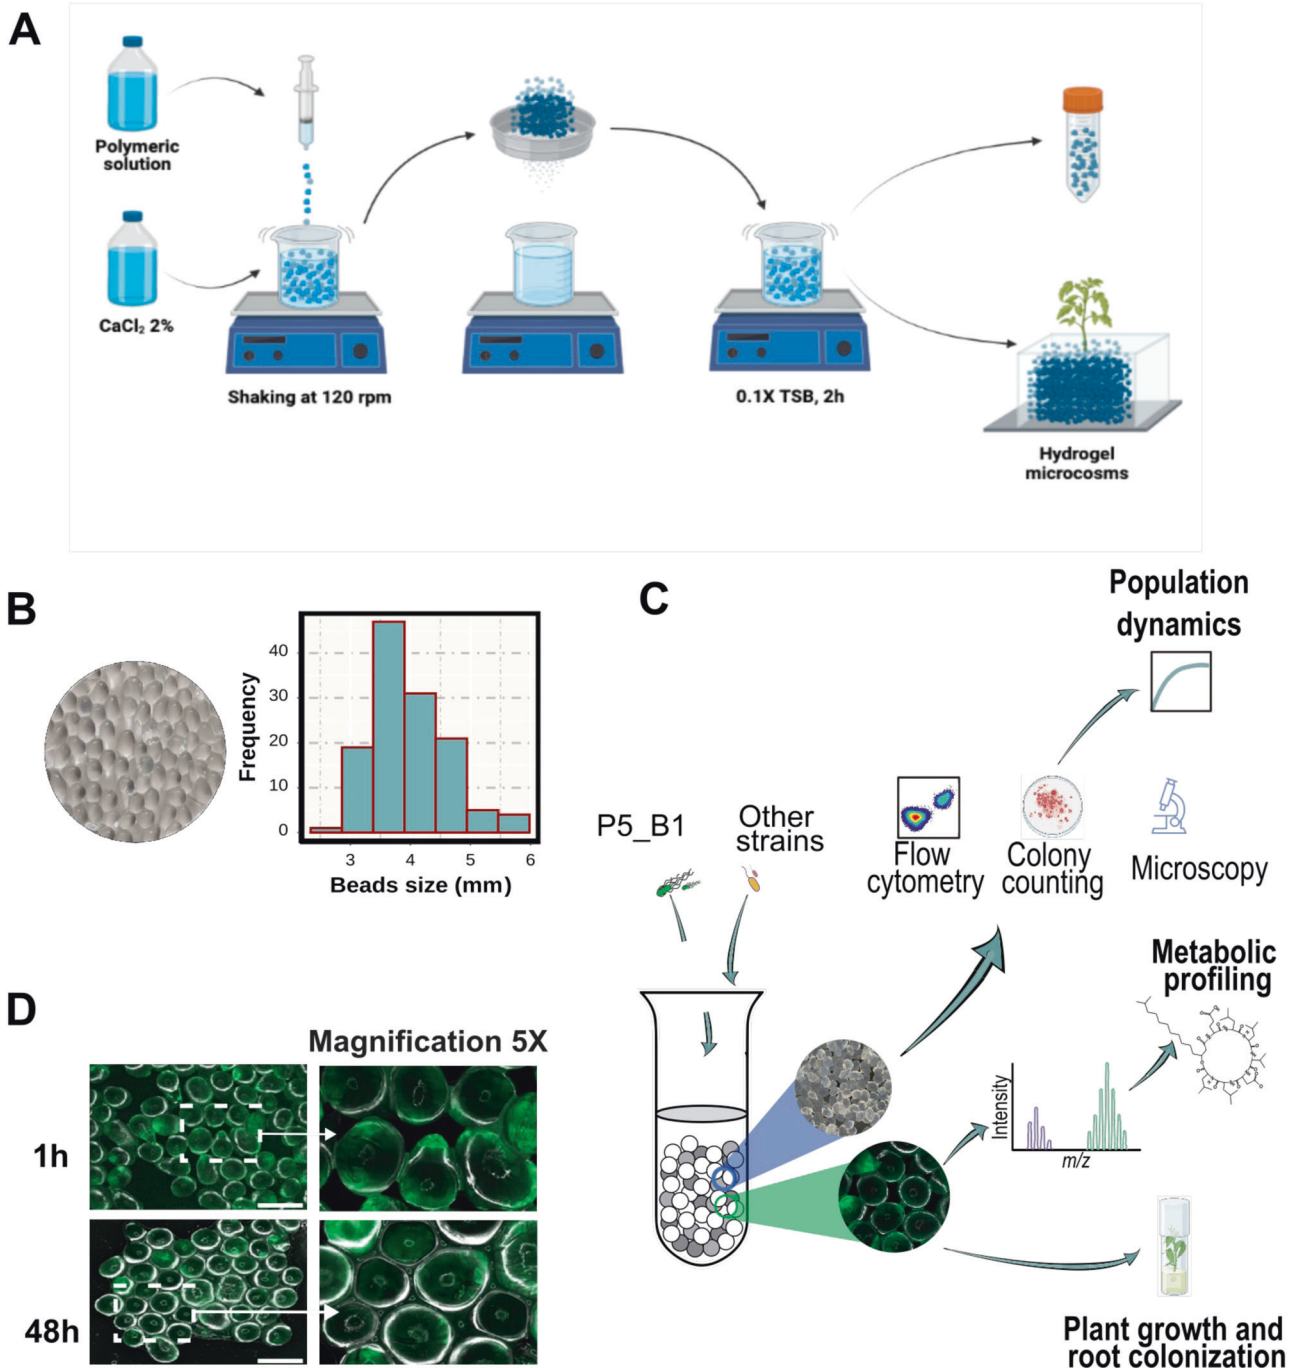 A
Polymeric
solution
CaCl₂ 2%
Shaking at 120 rpm
0.1X TSB, 2h
Hydrogel
microcosms
B
Frequency
40
30
20
10
0
3 4 5 6
Beads size (mm)
C
Population
dynamics
P5_B1
Other
strains
Flow
cytometry
Colony
counting
Microscopy
Metabolic
profiling
Intensity
m/z
Plant growth and
root colonization
D
Magnification 5X
1h
48h